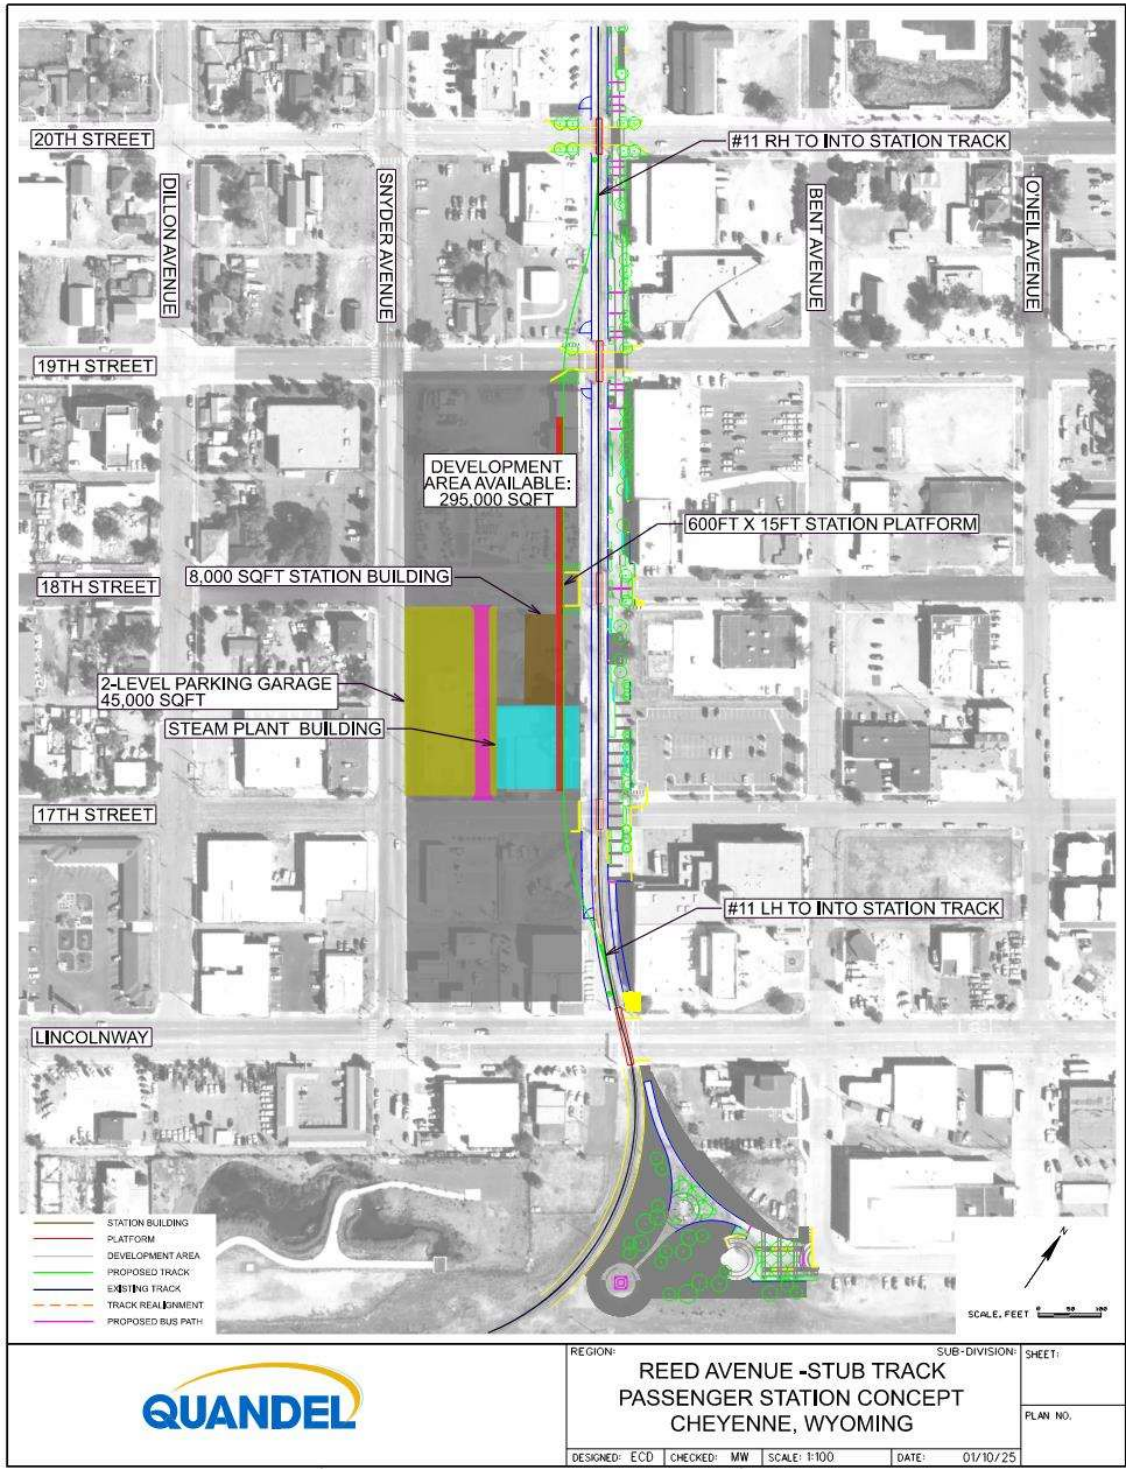 20TH STREET
#11 RH TO INTO STATION TRACK
DILLON AVENUE
SNYDER AVENUE
BENT AVENUE
O'NEIL AVENUE
19TH STREET
DEVELOPMENT
AREA AVAILABLE:
295,000 SQFT
600FT X 15FT STATION PLATFORM
8,000 SQFT STATION BUILDING
18TH STREET
2-LEVEL PARKING GARAGE
45,000 SQFT
STEAM PLANT BUILDING
17TH STREET
#11 LH TO INTO STATION TRACK
LINCOLNWAY
STATION BUILDING
PLATFORM
DEVELOPMENT AREA
PROPOSED TRACK
EXISTING TRACK
TRACK REALIGNMENT
PROPOSED BUS PATH
N
SCALE, FEET 0 50 100
QUANDEL
REGION: SUB-DIVISION:
REED AVENUE -STUB TRACK
PASSENGER STATION CONCEPT
CHEYENNE, WYOMING
SHEET:
PLAN NO.
DESIGNED: ECD CHECKED: MW SCALE: 1:100 DATE: 01/10/25